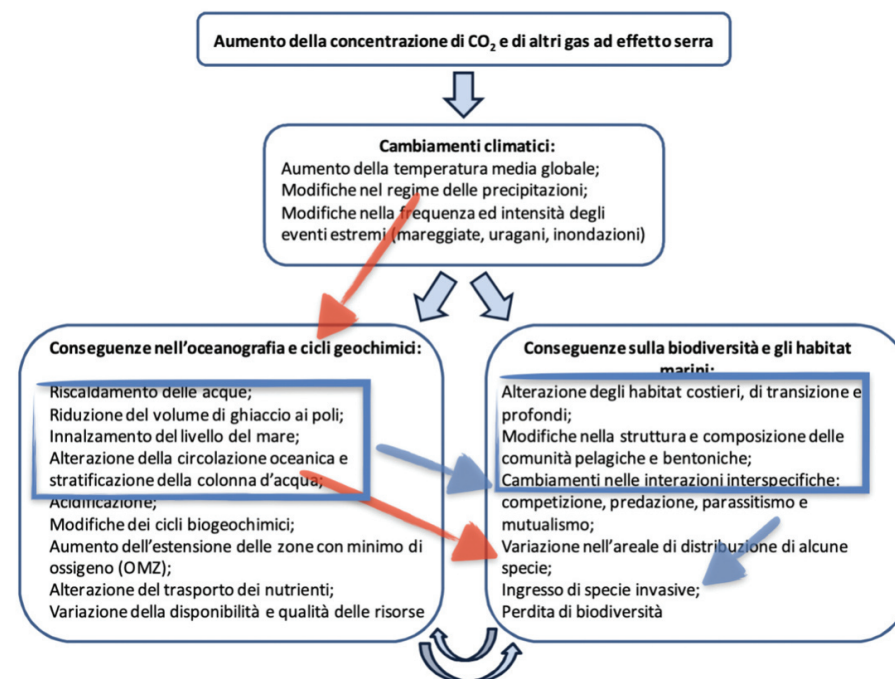 Aumento della concentrazione di CO₂ e di altri gas ad effetto serra
Cambiamenti climatici:
Aumento della temperatura media globale;
Modifiche nel regime delle precipitazioni;
Modifiche nella frequenza ed intensità degli
eventi estremi (mareggiate, uragani, inondazioni)
Conseguenze nell'oceanografia e cicli geochimici:
Riscaldamento delle acque;
Riduzione del volume di ghiaccio ai poli;
Innalzamento del livello del mare;
Alterazione della circolazione oceanica e
stratificazione della colonna d'acqua;
Acidificazione;
Modifiche dei cicli biogeochimici;
Aumento dell'estensione delle zone con minimo di
ossigeno (OMZ);
Alterazione del trasporto dei nutrienti;
Variazione della disponibilità e qualità delle risorse
Conseguenze sulla biodiversità e gli habitat
marini:
Alterazione degli habitat costieri, di transizione e
profondi;
Modifiche nella struttura e composizione delle
comunità pelagiche e bentoniche;
Cambiamenti nelle interazioni interspecifiche:
competizione, predazione, parassitismo e
mutualismo;
Variazione nell'areale di distribuzione di alcune
specie;
Ingresso di specie invasive;
Perdita di biodiversità